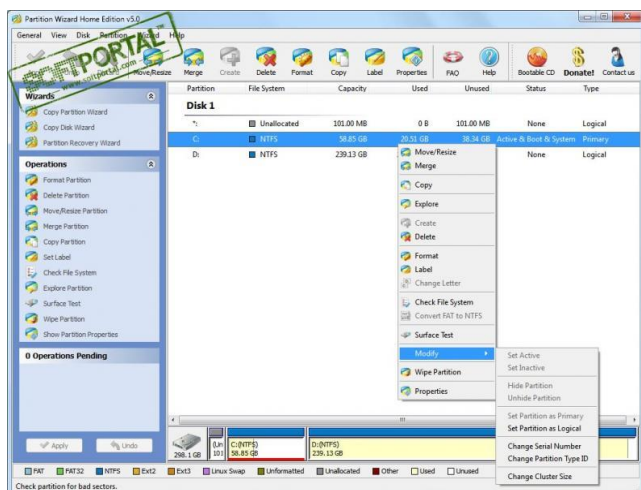 Partition Wizard Home Edition v5.0
General View Disk Partition Wizard Help
SOFTPORTAL™
www.softportal.com
Move/Resize Merge Create Delete Format Copy Label Properties FAQ Help Bootable CD Donate! Contact us
Wizards
Copy Partition Wizard
Copy Disk Wizard
Partition Recovery Wizard
Operations
Format Partition
Delete Partition
Move/Resize Partition
Merge Partition
Copy Partition
Set Label
Check File System
Explore Partition
Surface Test
Wipe Partition
Show Partition Properties
0 Operations Pending
Apply Undo
Partition File System Capacity Used Unused Status Type
Disk 1
*: Unallocated 101.00 MB 0 B 101.00 MB None Logical
C: NTFS 58.85 GB 20.51 GB 38.34 GB Active & Boot & System Primary
D: NTFS 239.13 GB None Logical
Move/Resize
Merge
Copy
Explore
Create
Delete
Format
Label
Change Letter
Check File System
Convert FAT to NTFS
Surface Test
Modify
Wipe Partition
Properties
Set Active
Set Inactive
Hide Partition
Unhide Partition
Set Partition as Primary
Set Partition as Logical
Change Serial Number
Change Partition Type ID
Change Cluster Size
(Un C:(NTFS) D:(NTFS)
298.1 GB 101 58.85 GB 239.13 GB
FAT FAT32 NTFS Ext2 Ext3 Linux Swap Unformatted Unallocated Other Used Unused
Check partition for bad sectors.